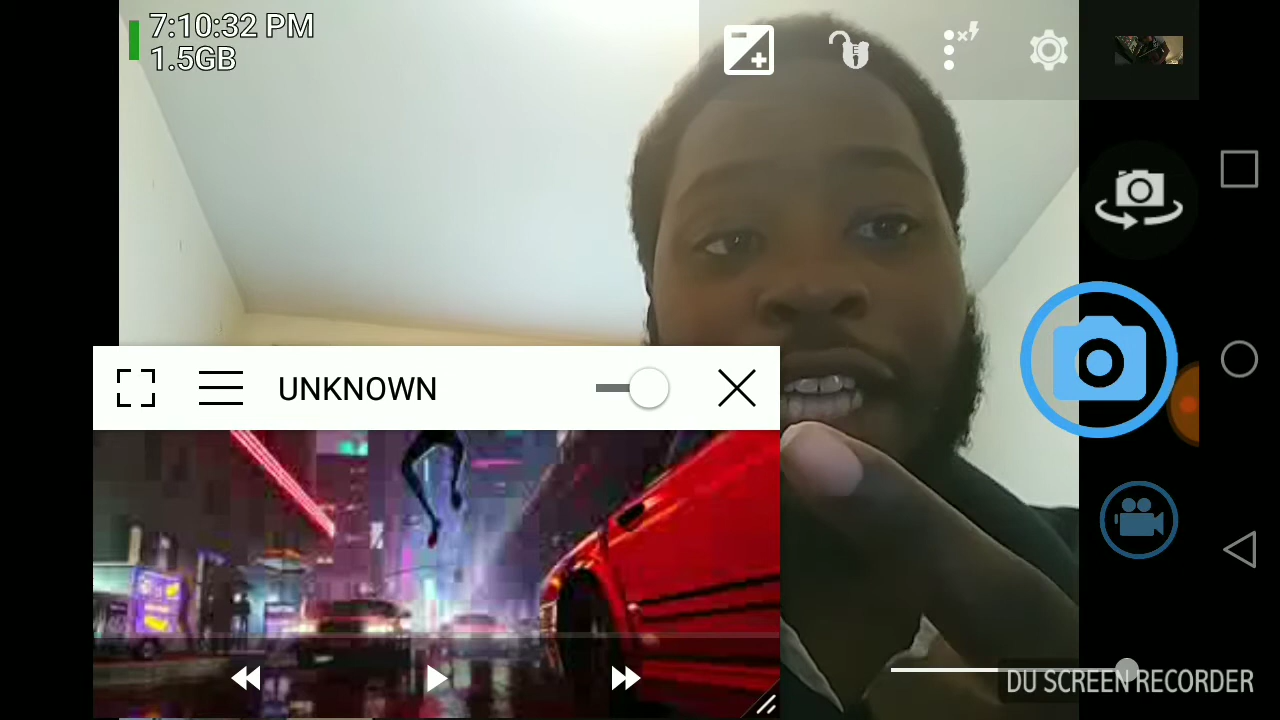 7:10:32 PM
1.5GB
E
UNKNOWN
DU SCREEN RECORDER